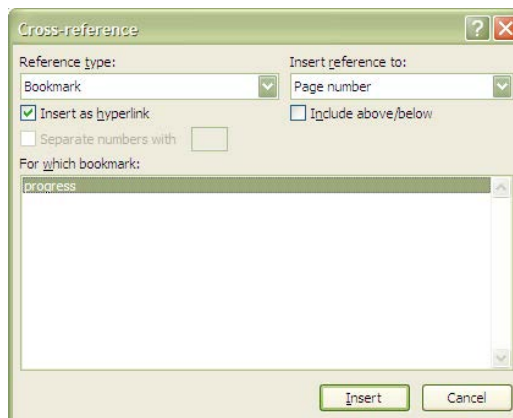 Cross-reference
Reference type:
Insert reference to:
Bookmark
Page number
Insert as hyperlink
Include above/below
Separate numbers with
For which bookmark:
progress
Insert
Cancel